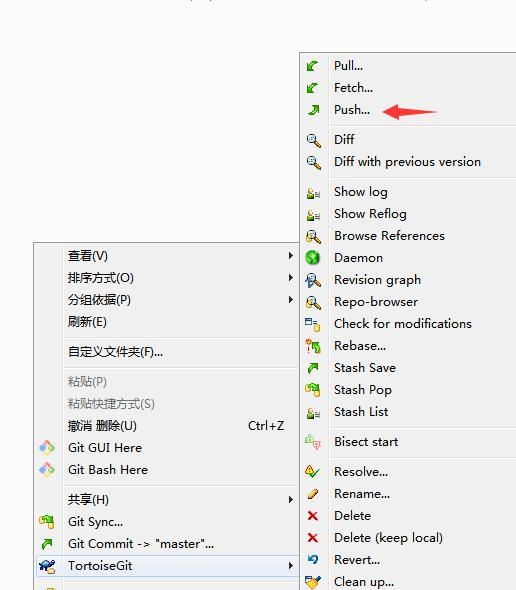 Pull...
Fetch...
Push...
Diff
Diff with previous version
Show log
Show Reflog
Browse References
Daemon
Revision graph
Repo-browser
Check for modifications
Rebase...
Stash Save
Stash Pop
Stash List
Bisect start
Resolve...
Rename...
Delete
Delete (keep local)
Revert...
Clean up...
查看(V)
排序方式(O)
分组依据(P)
刷新(E)
自定义文件夹(F)...
粘贴(P)
粘贴快捷方式(S)
撤消 删除(U) Ctrl+Z
Git GUI Here
Git Bash Here
共享(H)
Git Sync...
Git Commit -> "master"...
TortoiseGit